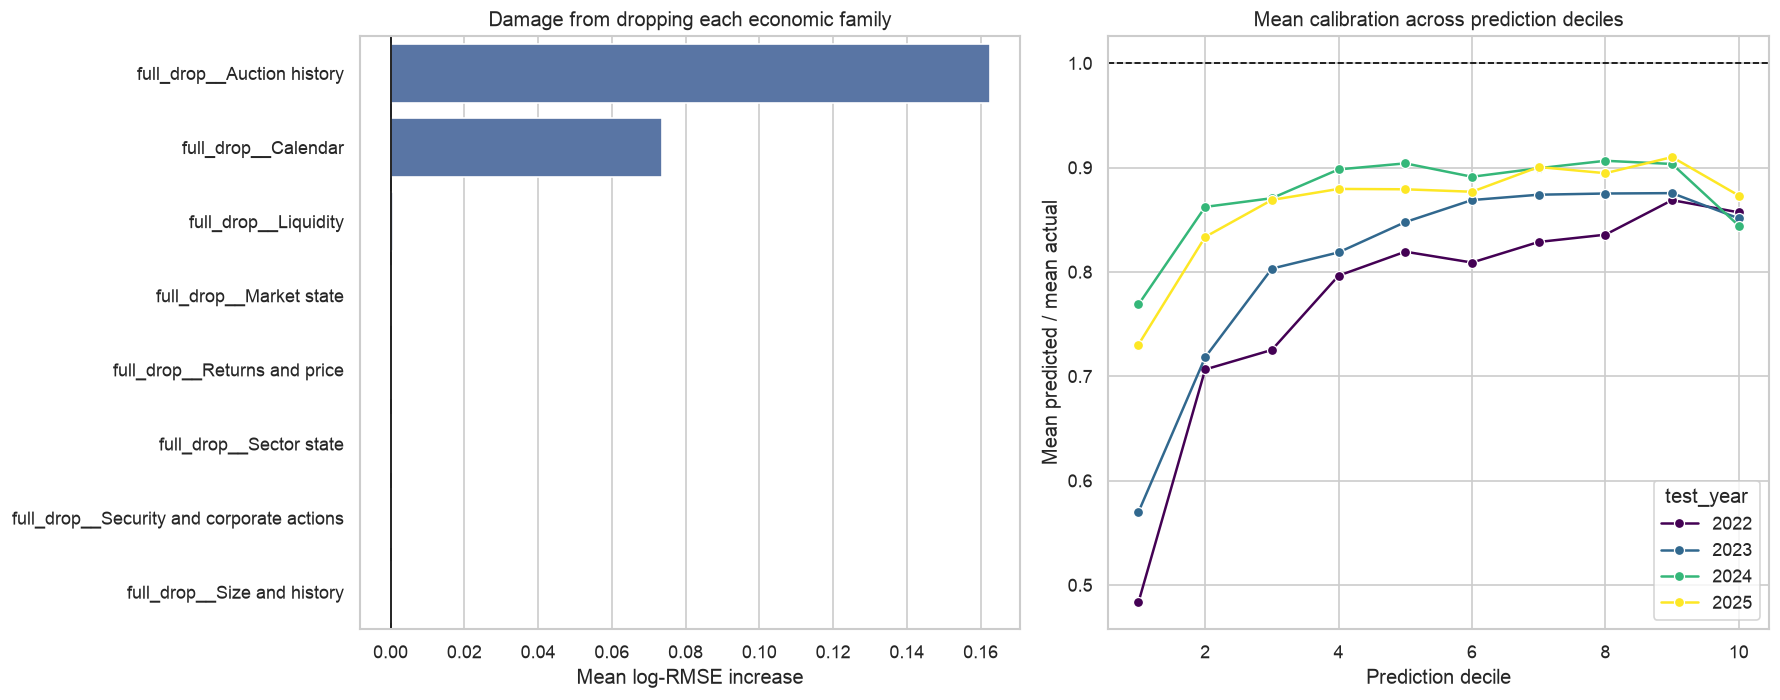 Damage from dropping each economic family
full_drop__Auction history
full_drop__Calendar
full_drop__Liquidity
full_drop__Market state
full_drop__Returns and price
full_drop__Sector state
full_drop__Security and corporate actions
full_drop__Size and history
0.00 0.02 0.04 0.06 0.08 0.10 0.12 0.14 0.16
Mean log-RMSE increase
Mean calibration across prediction deciles
Mean predicted / mean actual
1.0
0.9
0.8
0.7
0.6
0.5
test_year
2022
2023
2024
2025
2 4 6 8 10
Prediction decile